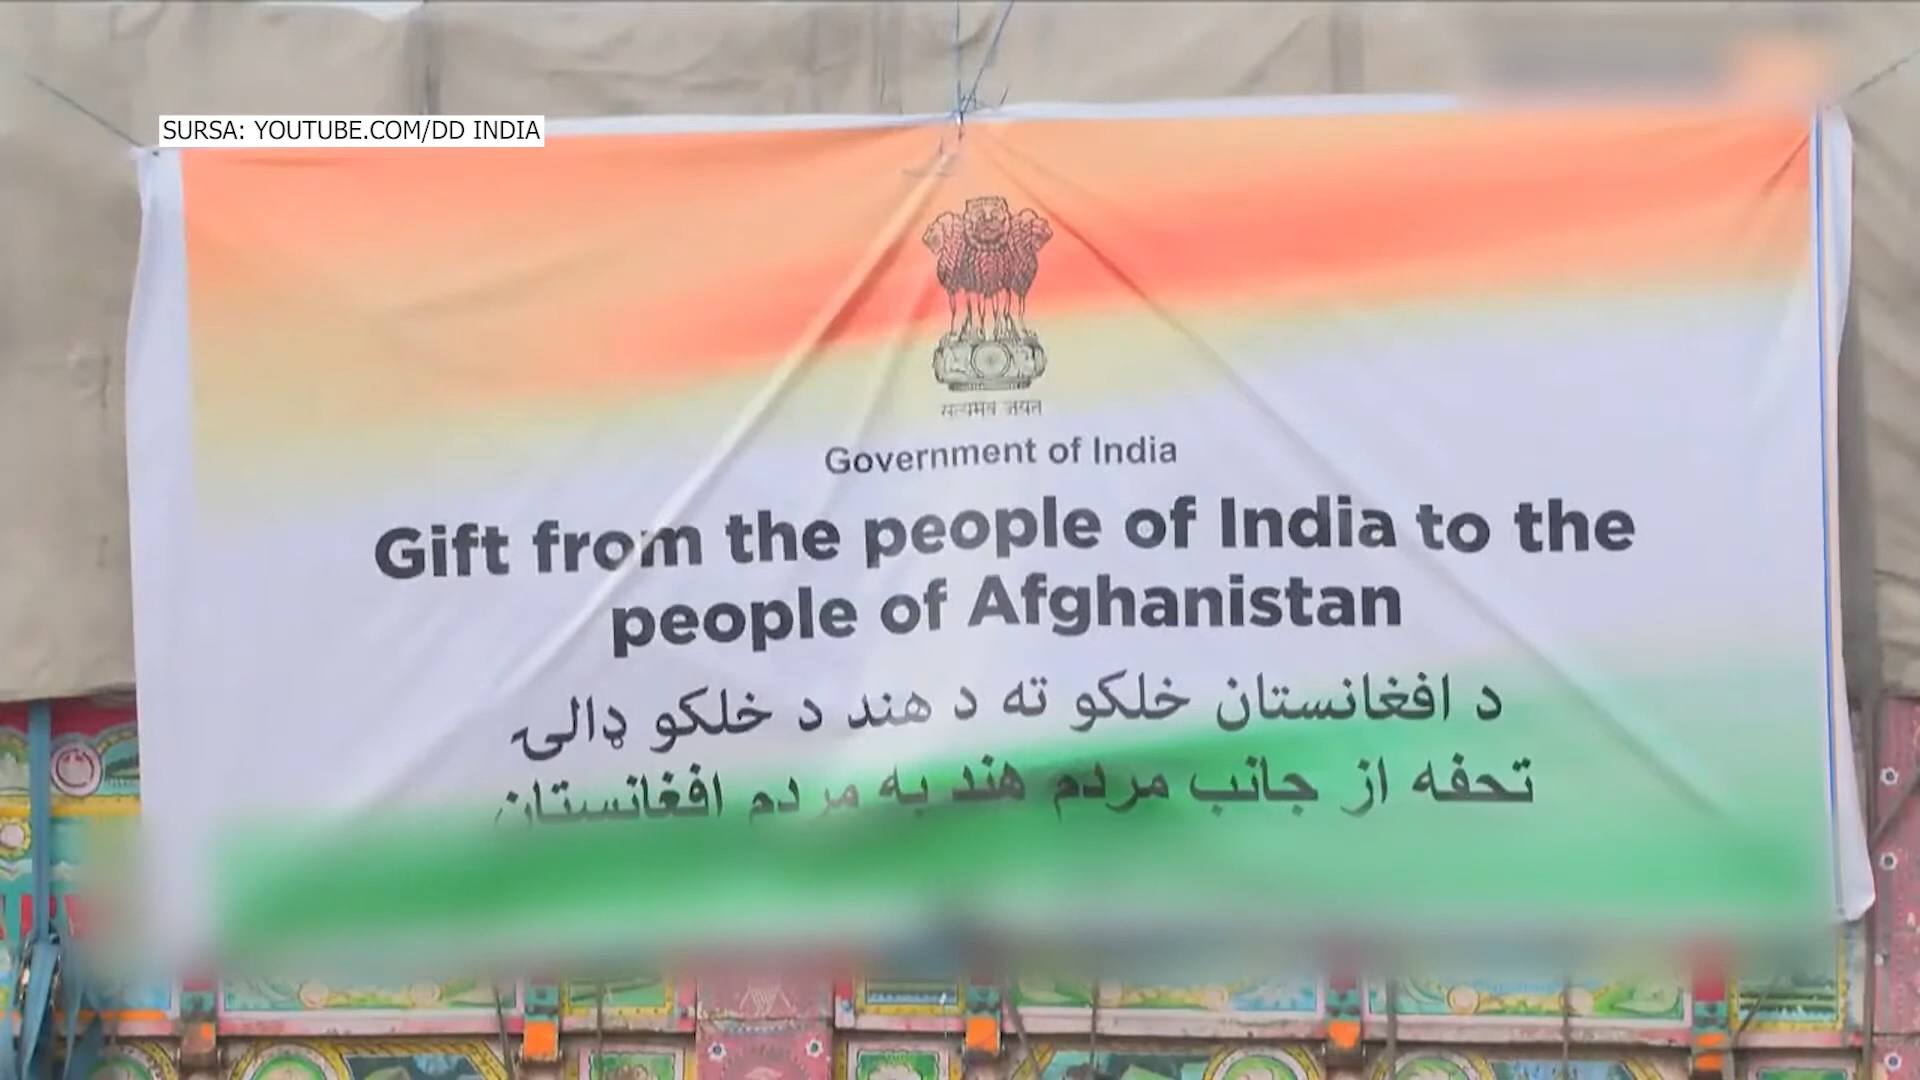 SURSA: YOUTUBE.COM/DD INDIA
सत्यमेव जयते
Government of India
Gift from the people of India to the
people of Afghanistan
د افغانستان خلکو ته د هند د خلکو ډالۍ
تحفه از جانب مردم هند به مردم افغانستان